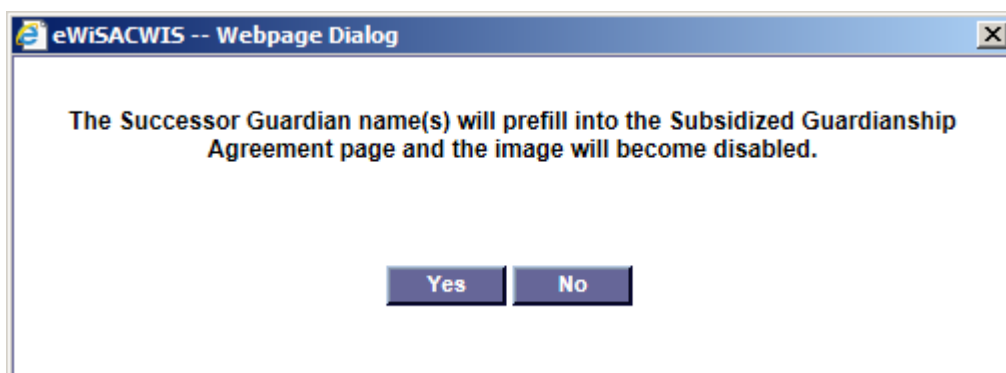 eWiSACWIS -- Webpage Dialog
The Successor Guardian name(s) will prefill into the Subsidized Guardianship
Agreement page and the image will become disabled.
Yes No